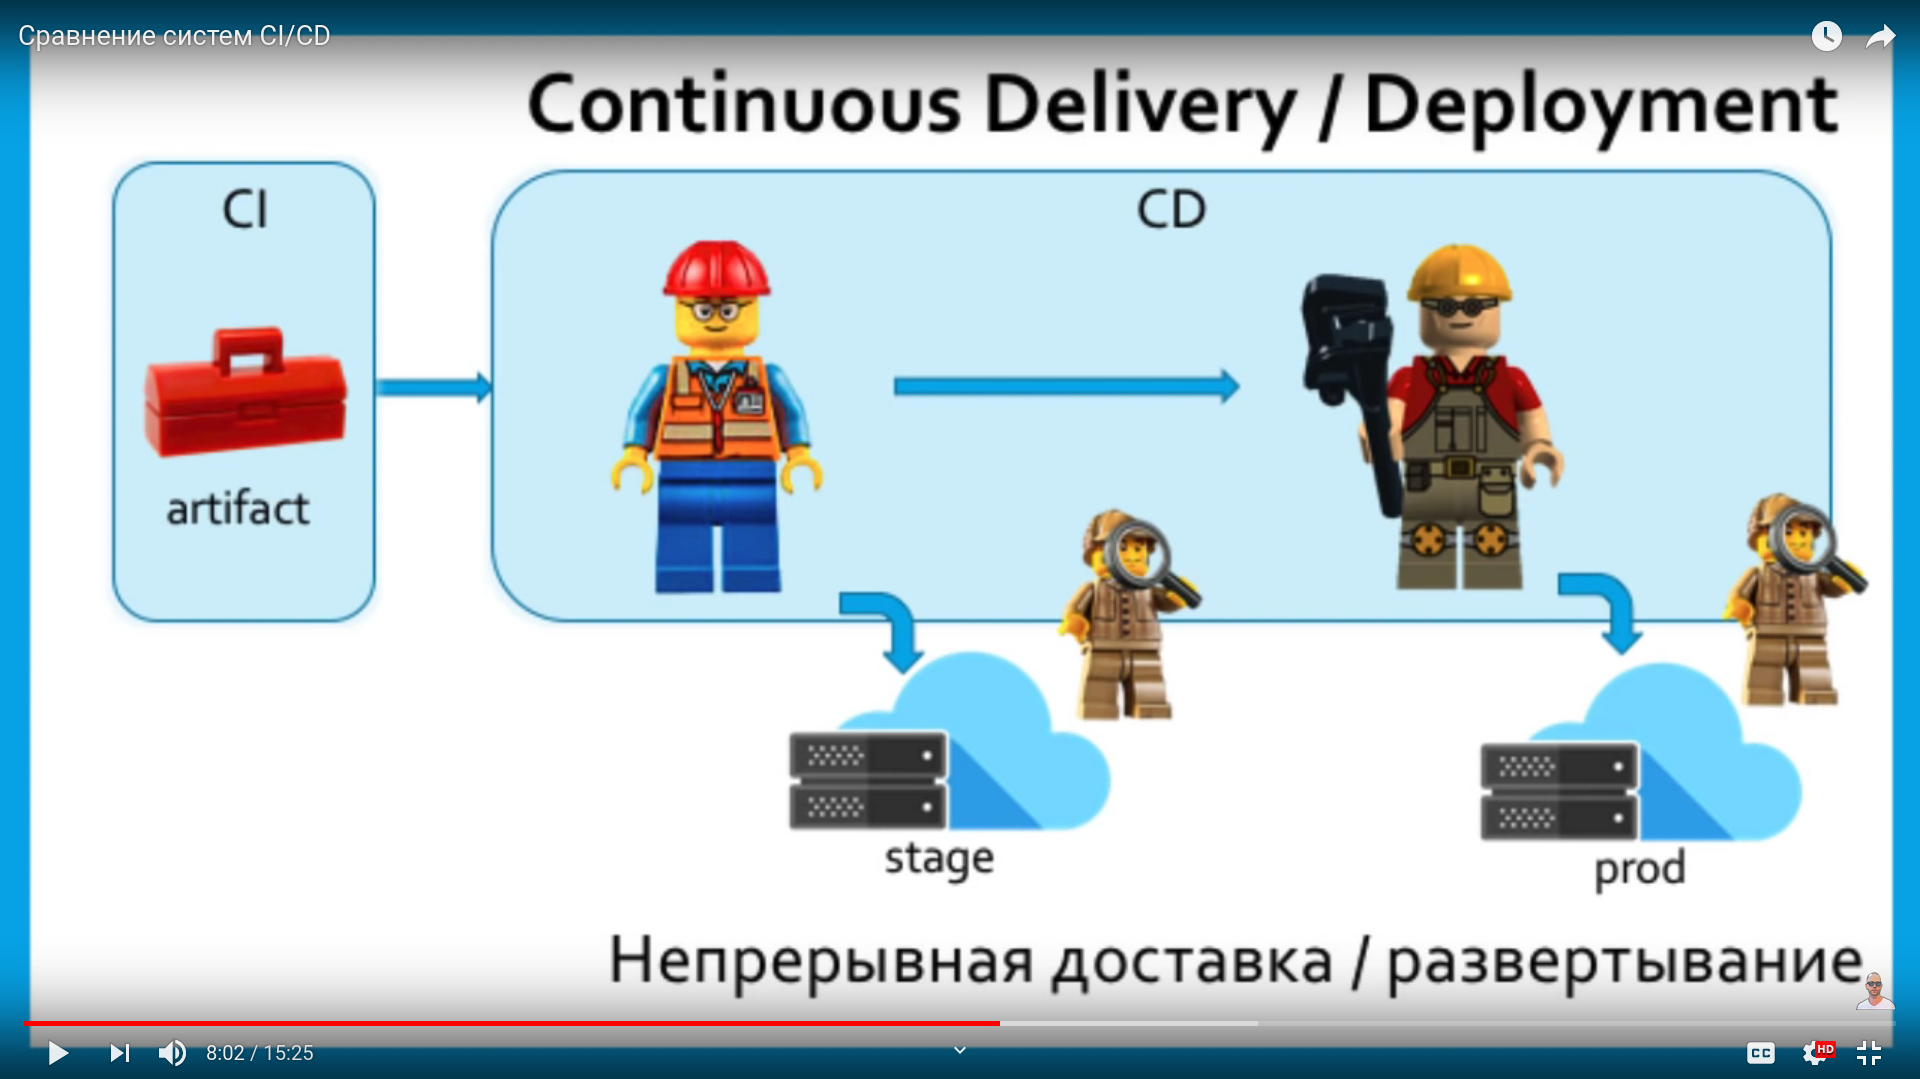 Сравнение систем CI/CD
Continuous Delivery / Deployment
CI
CD
artifact
stage
prod
Непрерывная доставка / развертывание
8:02 / 15:25
CC
HD